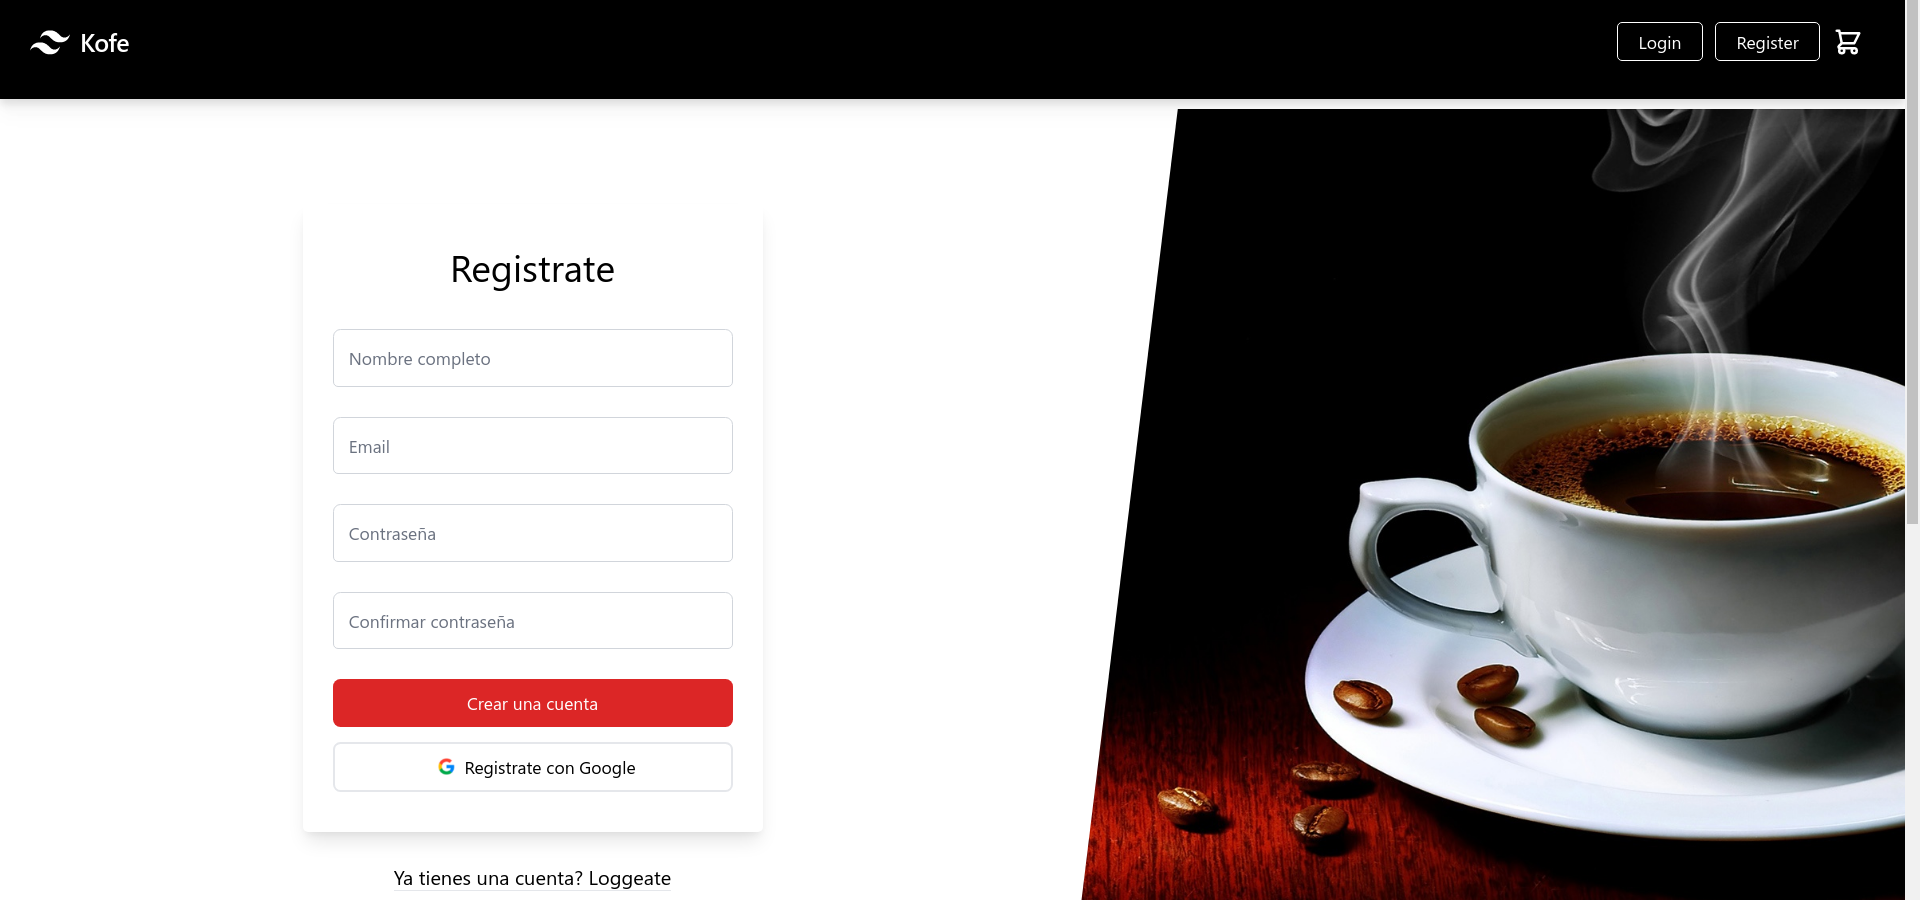 Kofe
Login
Register
Registrate
Nombre completo
Email
Contraseña
Confirmar contraseña
Crear una cuenta
Registrate con Google
Ya tienes una cuenta? Loggeate